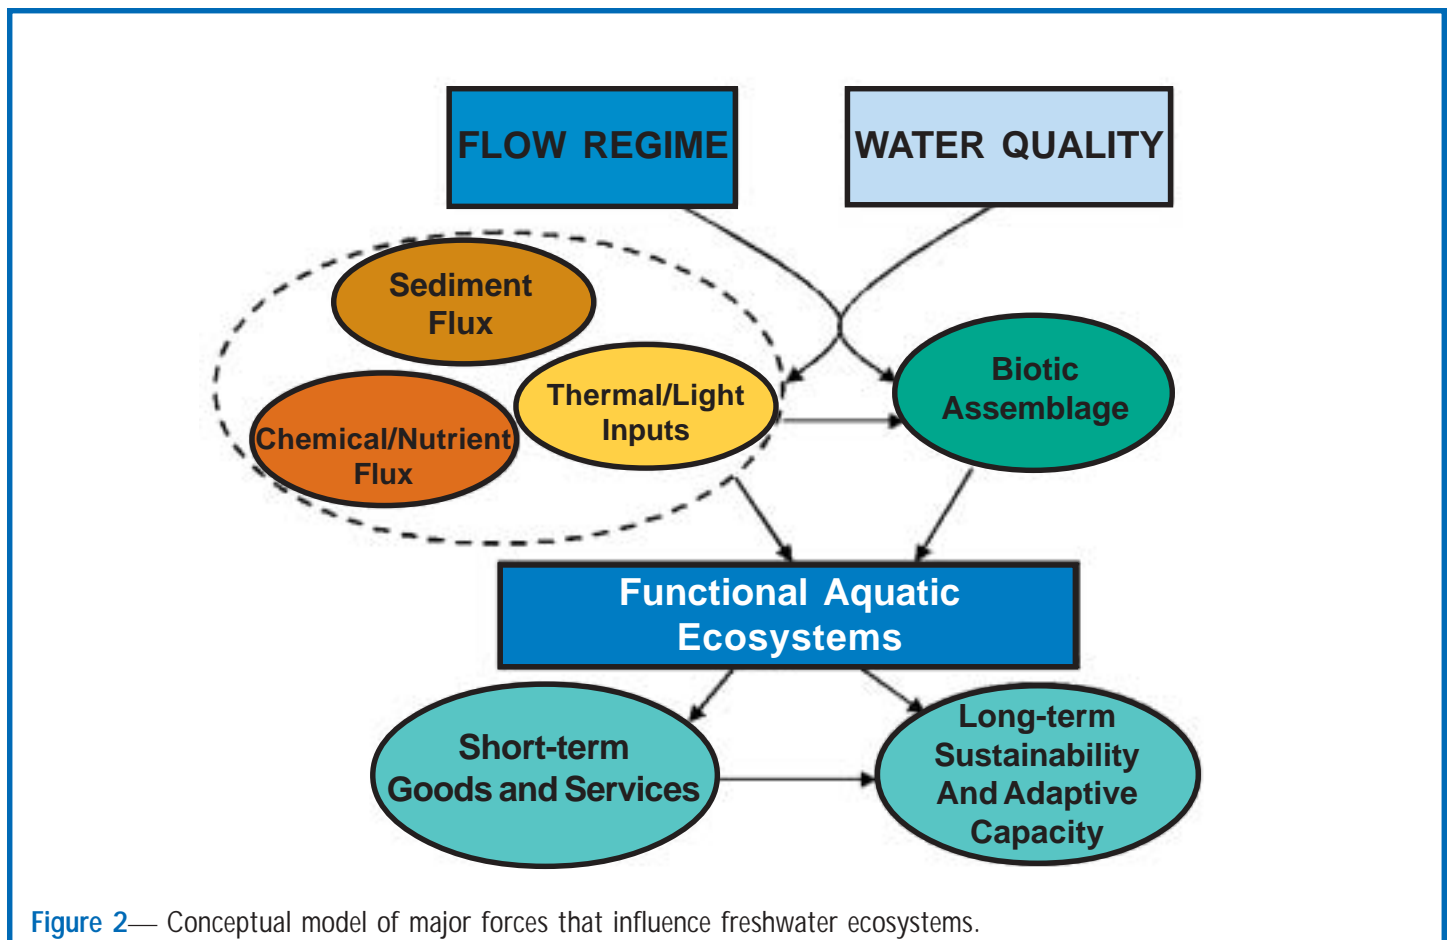 FLOW REGIME
WATER QUALITY
Sediment
Flux
Thermal/Light
Inputs
Chemical/Nutrient
Flux
Biotic
Assemblage
Functional Aquatic
Ecosystems
Short-term
Goods and Services
Long-term
Sustainability
And Adaptive
Capacity
Figure 2— Conceptual model of major forces that influence freshwater ecosystems.